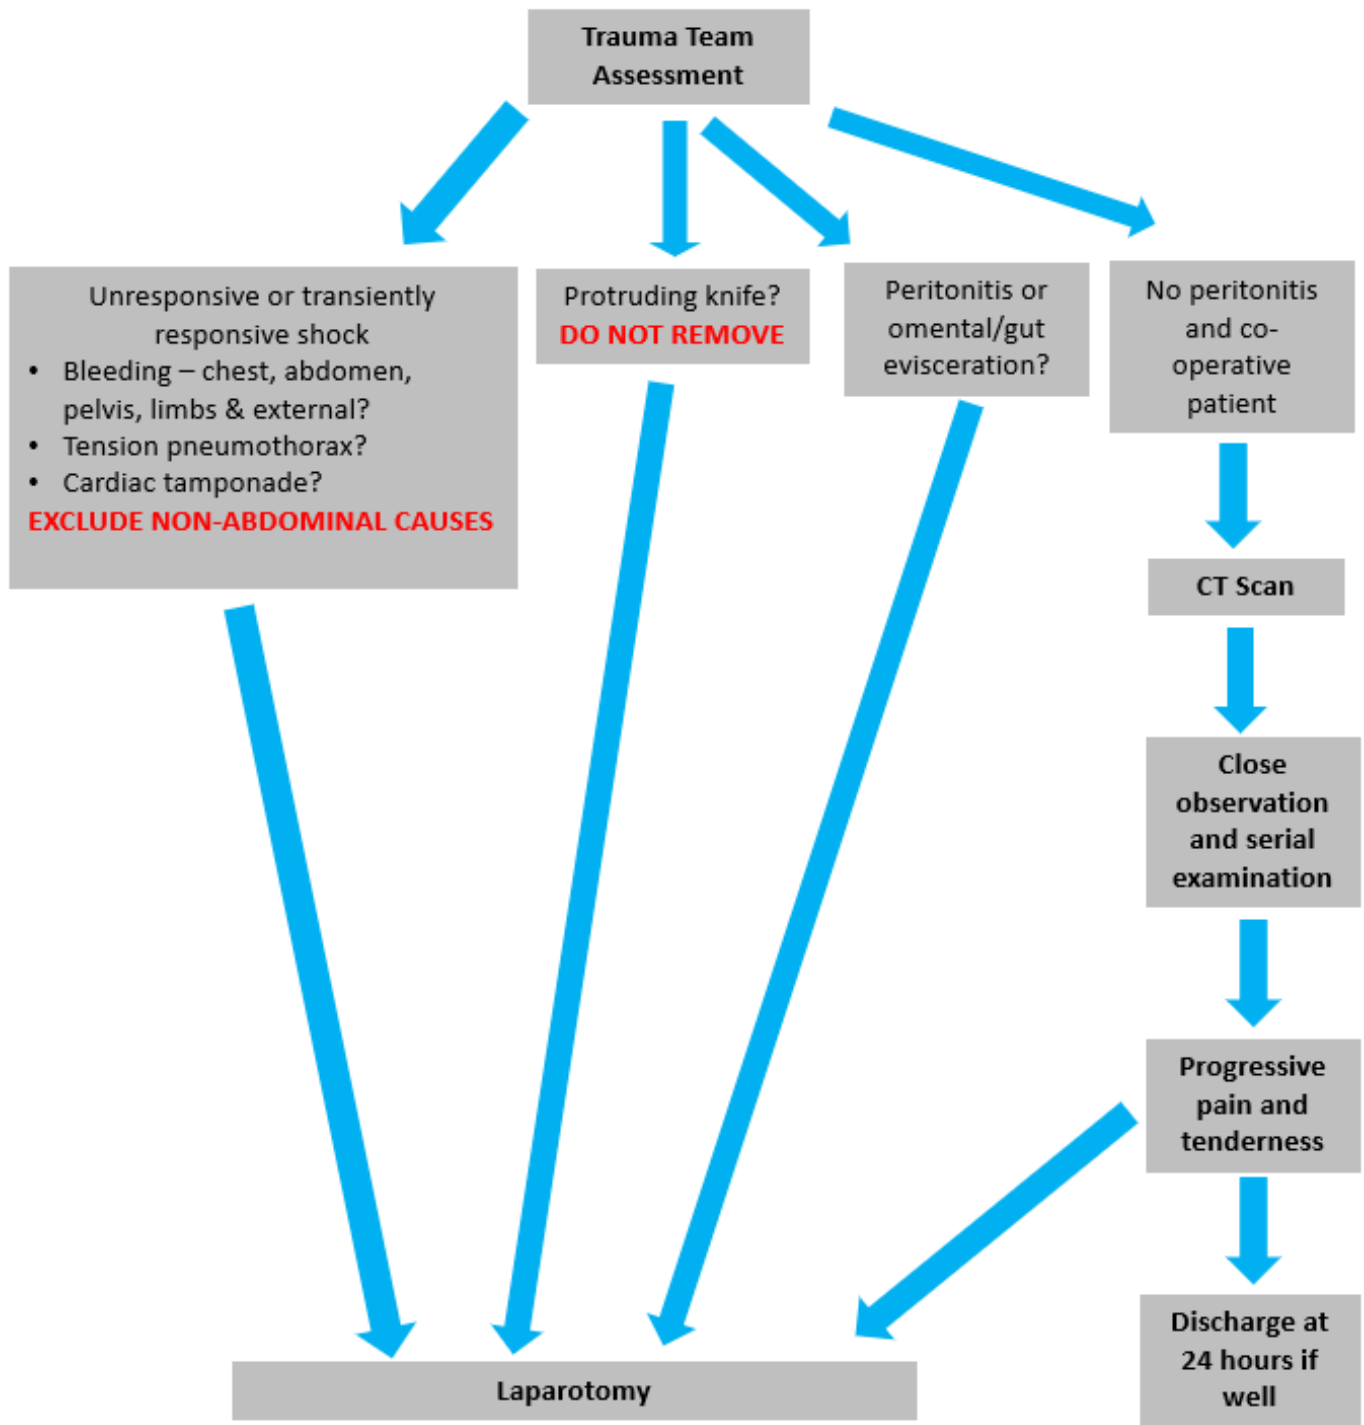 Trauma Team
Assessment
Unresponsive or transiently
responsive shock
• Bleeding – chest, abdomen,
pelvis, limbs & external?
• Tension pneumothorax?
• Cardiac tamponade?
EXCLUDE NON-ABDOMINAL CAUSES
Protruding knife?
DO NOT REMOVE
Peritonitis or
omental/gut
evisceration?
No peritonitis
and co-
operative
patient
CT Scan
Close
observation
and serial
examination
Progressive
pain and
tenderness
Discharge at
24 hours if
well
Laparotomy